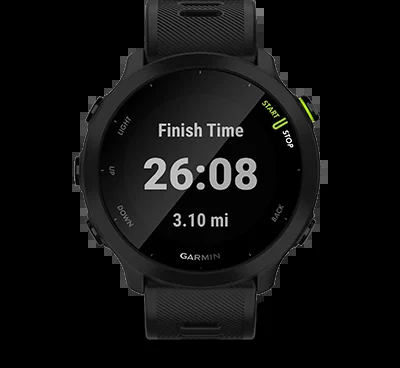 START
STOP
LIGHT
Finish Time
UP
26:08
DOWN
3.10 mi
BACK
GARMIN